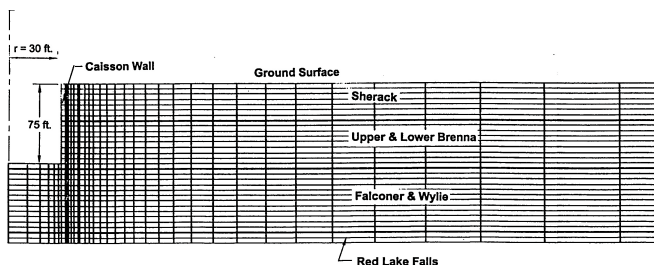 r = 30 ft.
Caisson Wall
Ground Surface
Sherack
75 ft.
Upper & Lower Brenna
Falconer & Wylie
Red Lake Falls